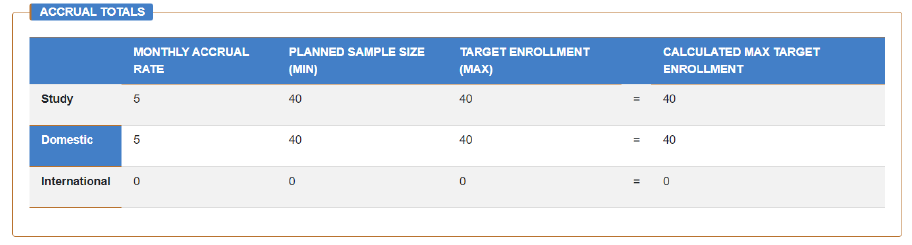 ACCRUAL TOTALS
MONTHLY ACCRUAL RATE PLANNED SAMPLE SIZE (MIN) TARGET ENROLLMENT (MAX) CALCULATED MAX TARGET ENROLLMENT
Study 5 40 40 = 40
Domestic 5 40 40 = 40
International 0 0 0 = 0